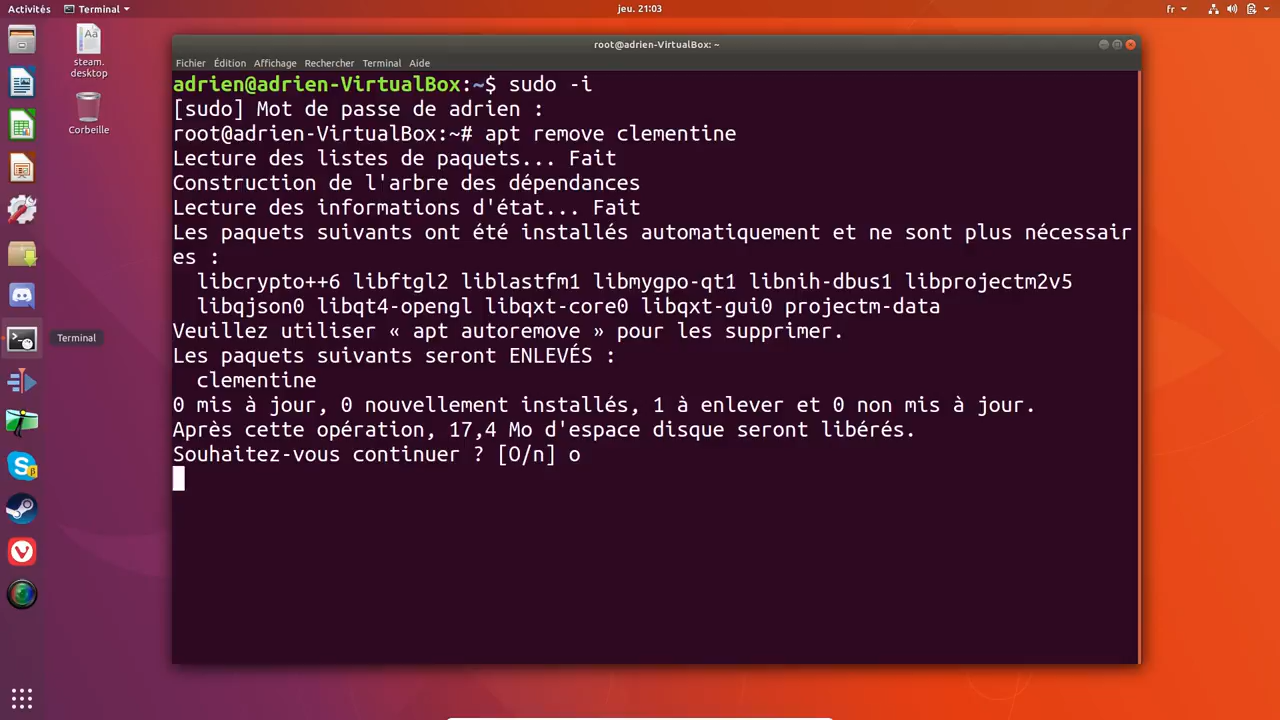 Activités
Terminal
jeu. 21:03
fr
steam.
desktop
Corbeille
Terminal
root@adrien-VirtualBox: ~
Fichier Édition Affichage Rechercher Terminal Aide
adrien@adrien-VirtualBox:~$ sudo -i
[sudo] Mot de passe de adrien :
root@adrien-VirtualBox:~# apt remove clementine
Lecture des listes de paquets... Fait
Construction de l'arbre des dépendances
Lecture des informations d'état... Fait
Les paquets suivants ont été installés automatiquement et ne sont plus nécessair
es :
libcrypto++6 libftgl2 liblastfm1 libmygpo-qt1 libnih-dbus1 libprojectm2v5
libqjson0 libqt4-opengl libqxt-core0 libqxt-gui0 projectm-data
Veuillez utiliser « apt autoremove » pour les supprimer.
Les paquets suivants seront ENLEVÉS :
clementine
0 mis à jour, 0 nouvellement installés, 1 à enlever et 0 non mis à jour.
Après cette opération, 17,4 Mo d'espace disque seront libérés.
Souhaitez-vous continuer ? [O/n] o